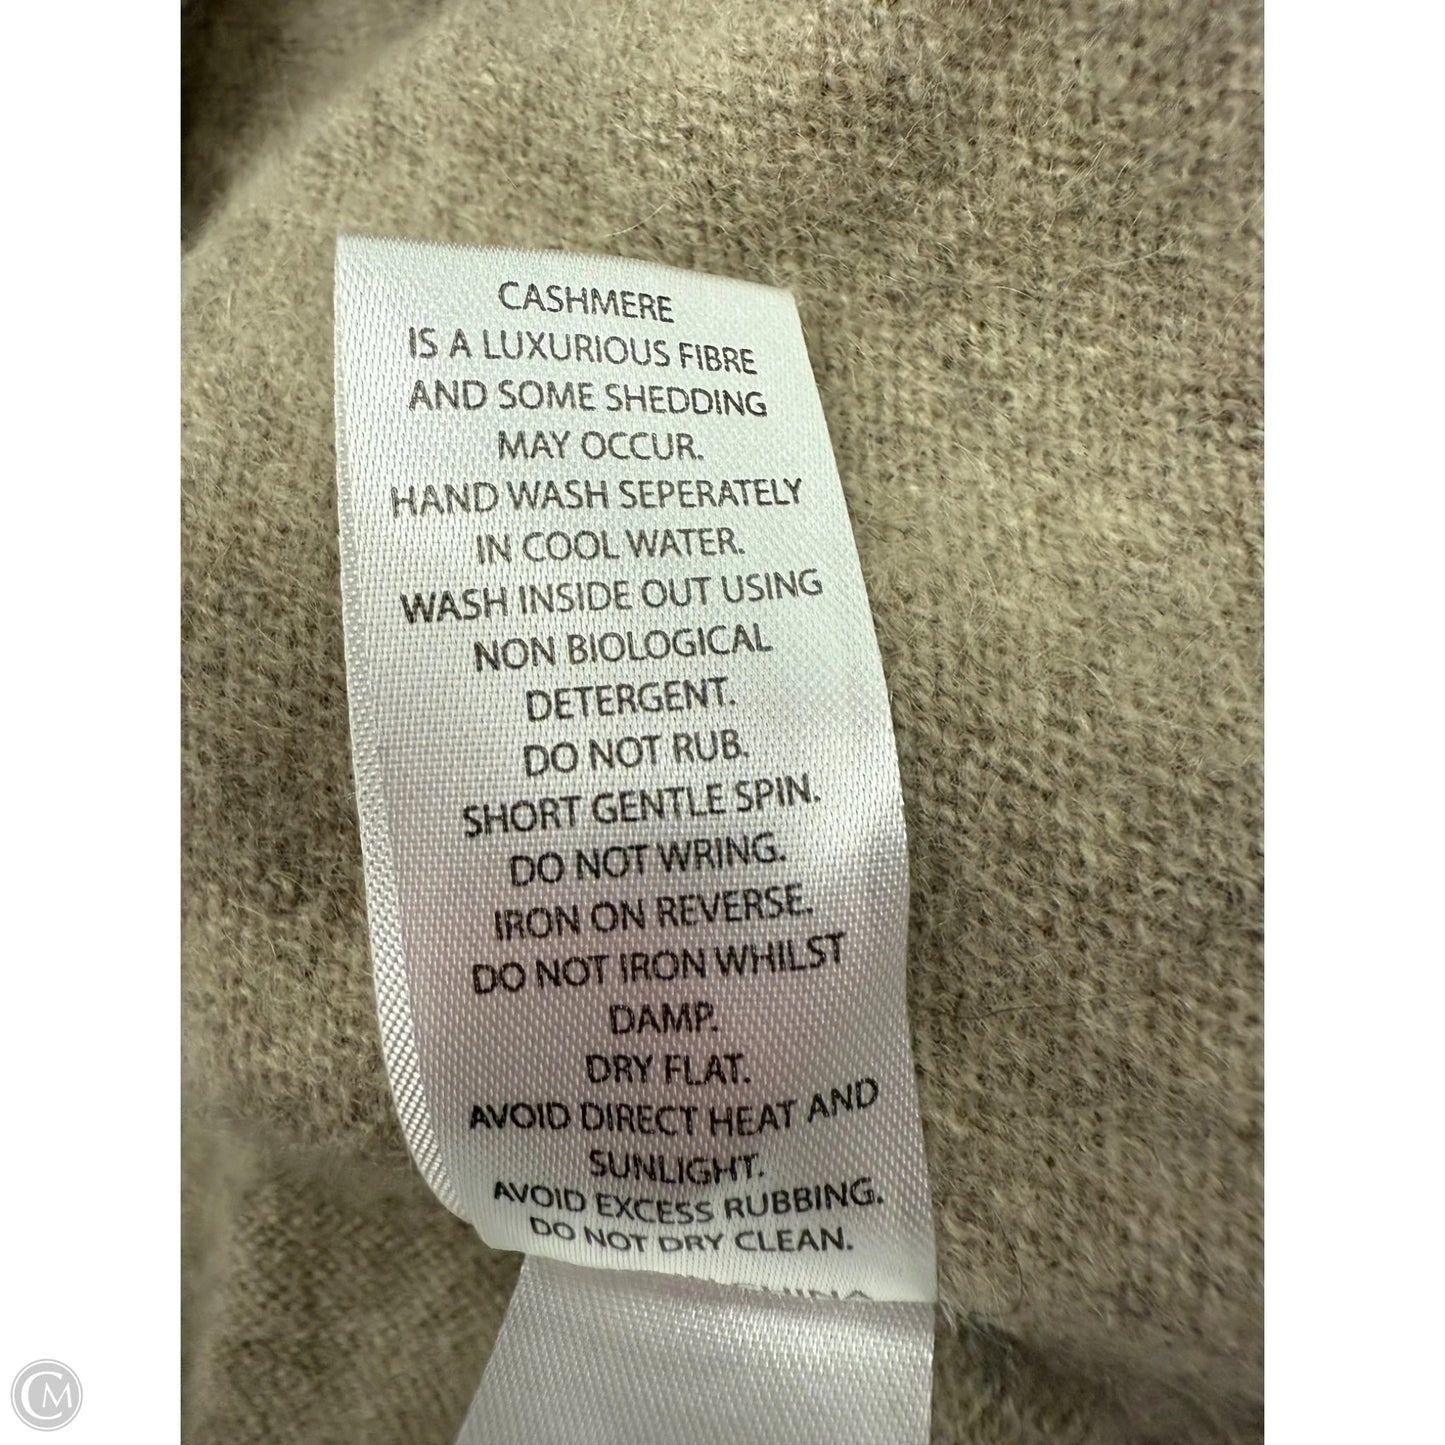 CASHMERE
IS A LUXURIOUS FIBRE
AND SOME SHEDDING
MAY OCCUR.
HAND WASH SEPERATELY
IN COOL WATER.
WASH INSIDE OUT USING
NON BIOLOGICAL
DETERGENT.
DO NOT RUB.
SHORT GENTLE SPIN.
DO NOT WRING.
IRON ON REVERSE.
DO NOT IRON WHILST
DAMP.
DRY FLAT.
AVOID DIRECT HEAT AND
SUNLIGHT.
AVOID EXCESS RUBBING.
DO NOT DRY CLEAN.
CM